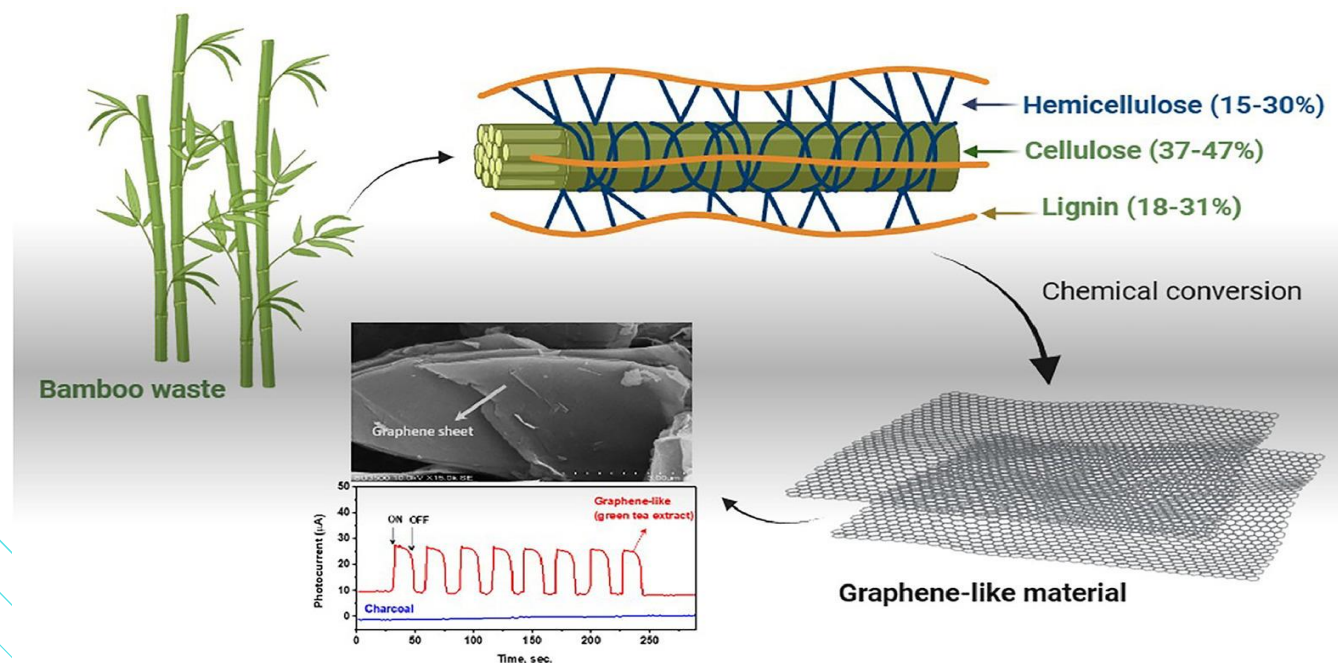 Hemicellulose (15-30%)
Cellulose (37-47%)
Lignin (18-31%)
Chemical conversion
Bamboo waste
Graphene sheet
Graphene-like material
50
40
30
20
10
0
Photocurrent (µA)
ON OFF
Graphene-like
(green tea extract)
Charcoal
0 50 100 150 200 250
Time, sec.